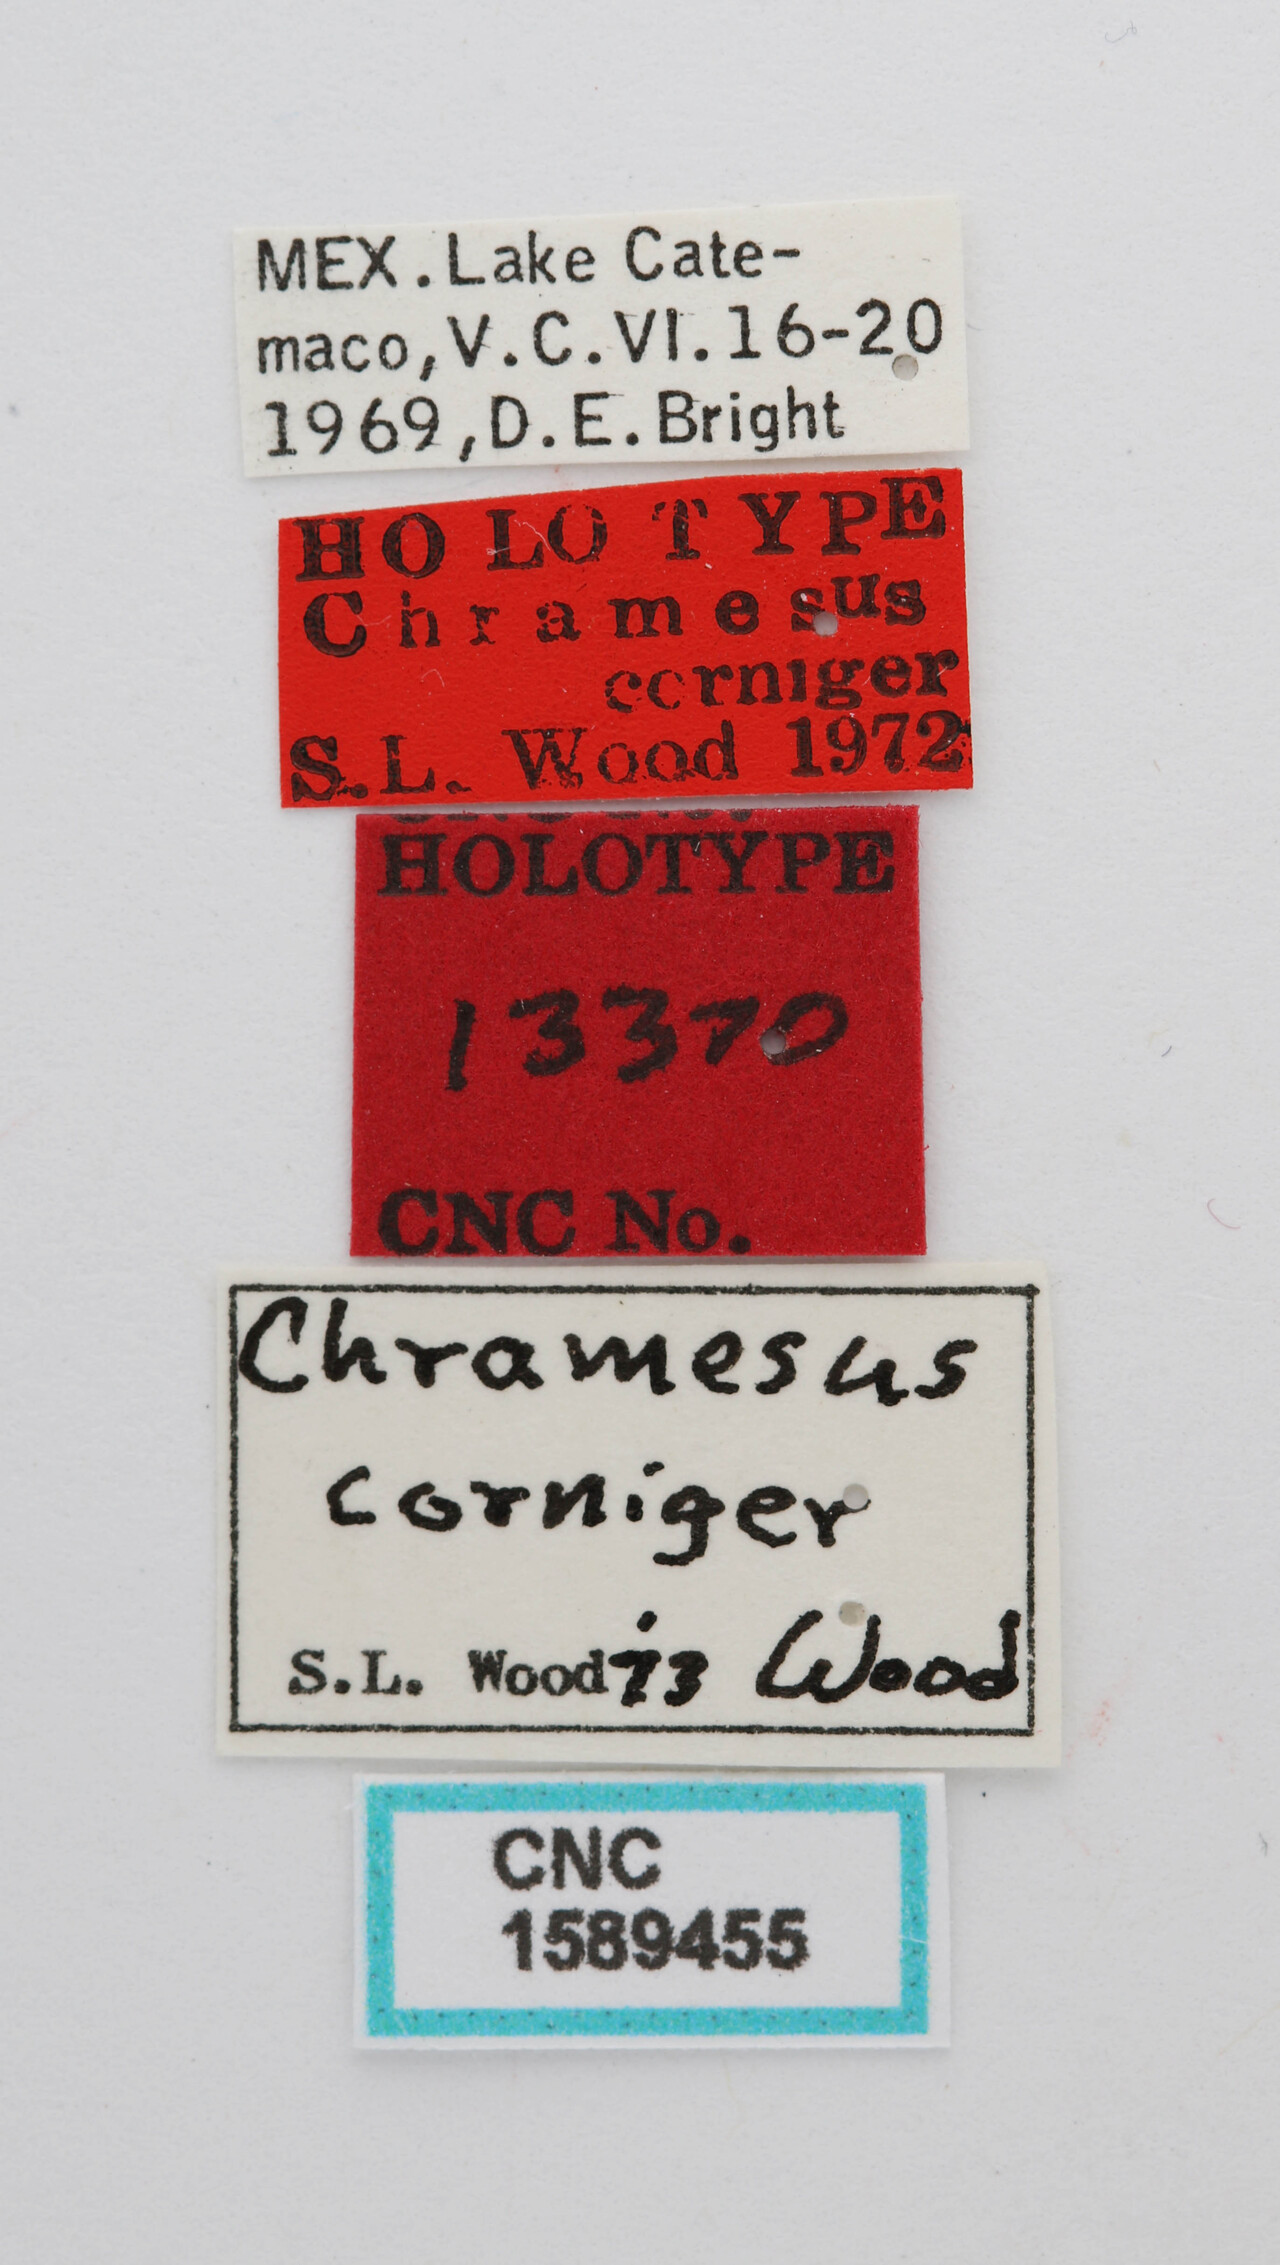 MEX. Lake Cate-
maco, V.C. VI. 16-20
1969, D.E. Bright
HOLOTYPE
Chramesus
corniger
S.L. Wood 1972
HOLOTYPE
13370
CNC No.
Chramesus
corniger
Wood
S.L. Wood 73
CNC
1589455